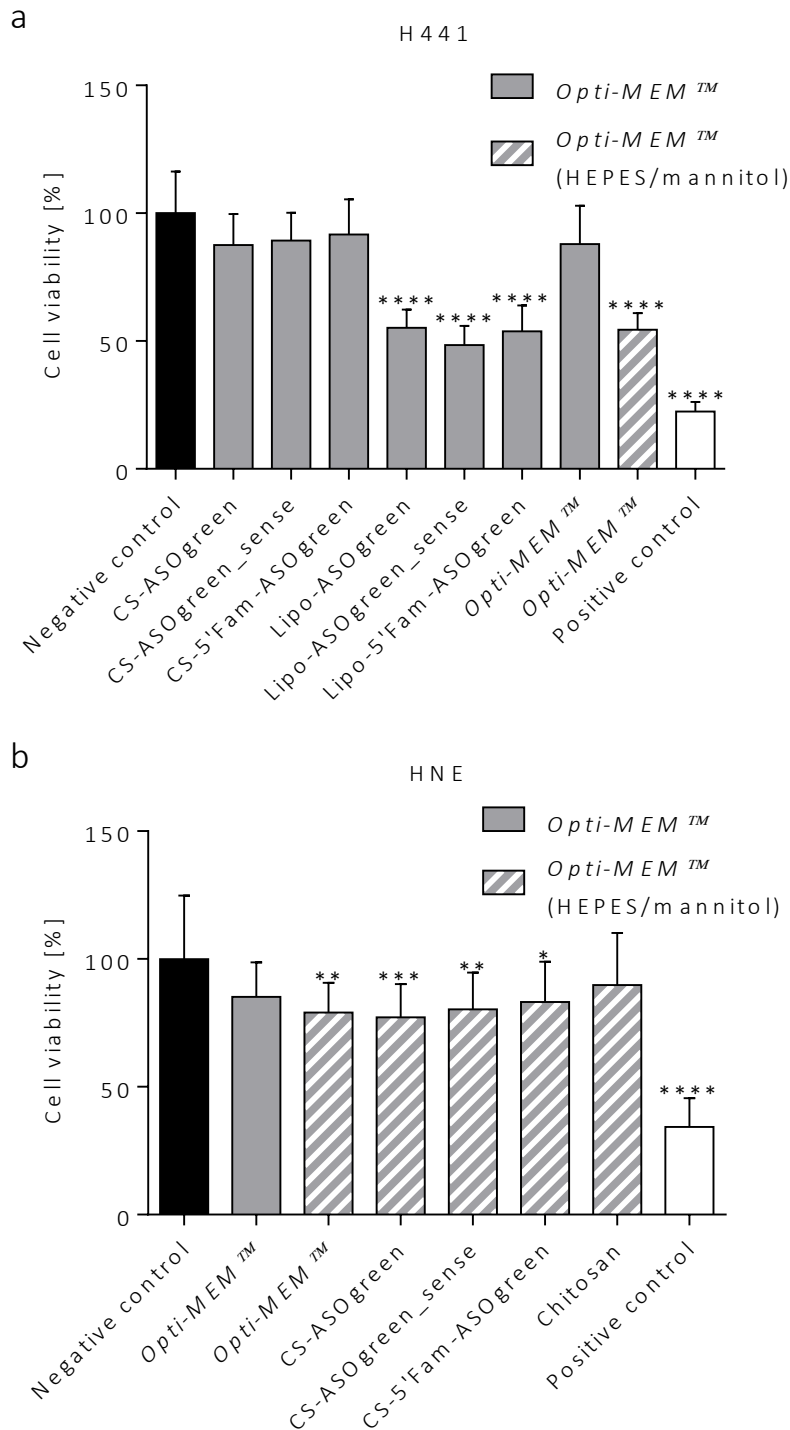 a
H441
Opti-MEM™
Opti-MEM™
(HEPES/mannitol)
Cell viability [%]
150
100
50
0
****
****
****
****
****
Negative control
CS-ASOgreen
CS-ASOgreen_sense
CS-5'Fam-ASOgreen
Lipo-ASOgreen
Lipo-ASOgreen_sense
Lipo-5'Fam-ASOgreen
Opti-MEM™
Opti-MEM™
Positive control
b
HNE
Opti-MEM™
Opti-MEM™
(HEPES/mannitol)
Cell viability [%]
150
100
50
0
**
***
**
*
****
Negative control
Opti-MEM™
Opti-MEM™
CS-ASOgreen
CS-ASOgreen_sense
CS-5'Fam-ASOgreen
Chitosan
Positive control